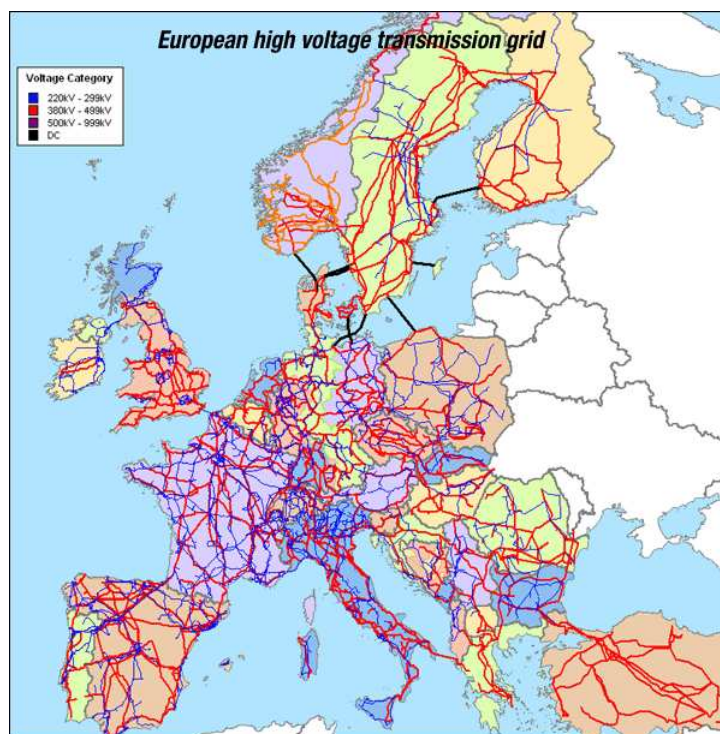 European high voltage transmission grid
Voltage Category
220kV - 299kV
380kV - 499kV
500kV - 999kV
DC